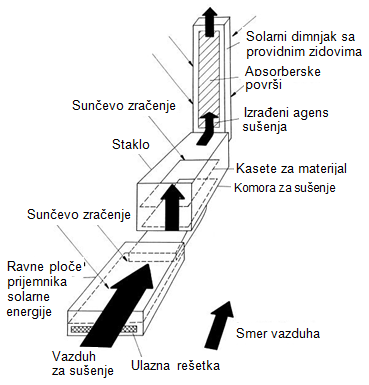 Solarni dimnjak sa
providnim zidovima
Apsorberske
površi
Sunčevo zračenje
Izrađeni agens
sušenja
Staklo
Kasete za materijal
Komora za sušenje
Sunčevo zračenje
Ravne ploče
prijemnika
solarne
energije
Smer vazduha
Vazduh
za sušenje
Ulazna rešetka